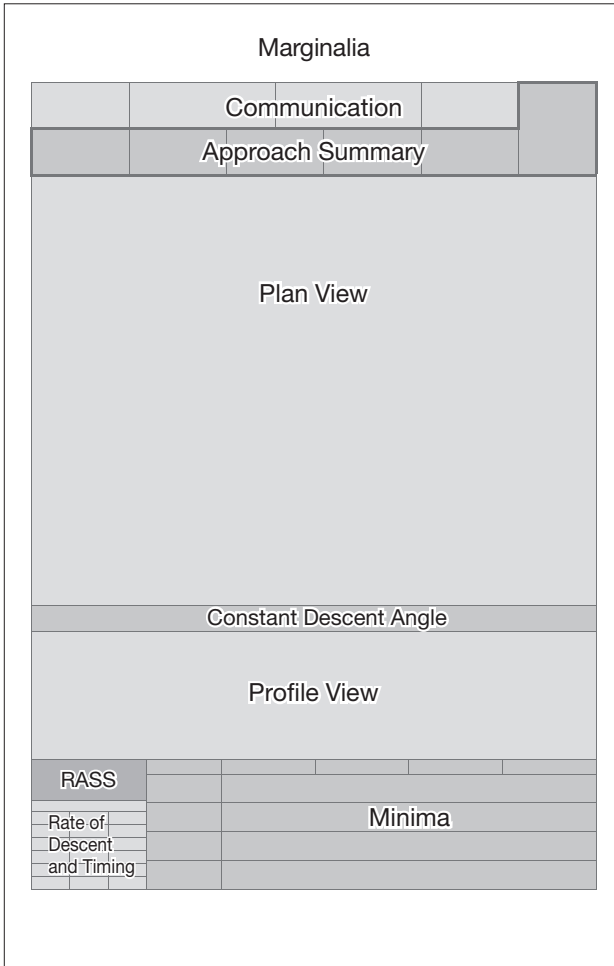 Marginalia
Communication
Approach Summary
Plan View
Constant Descent Angle
Profile View
RASS
Minima
Rate of
Descent
and Timing